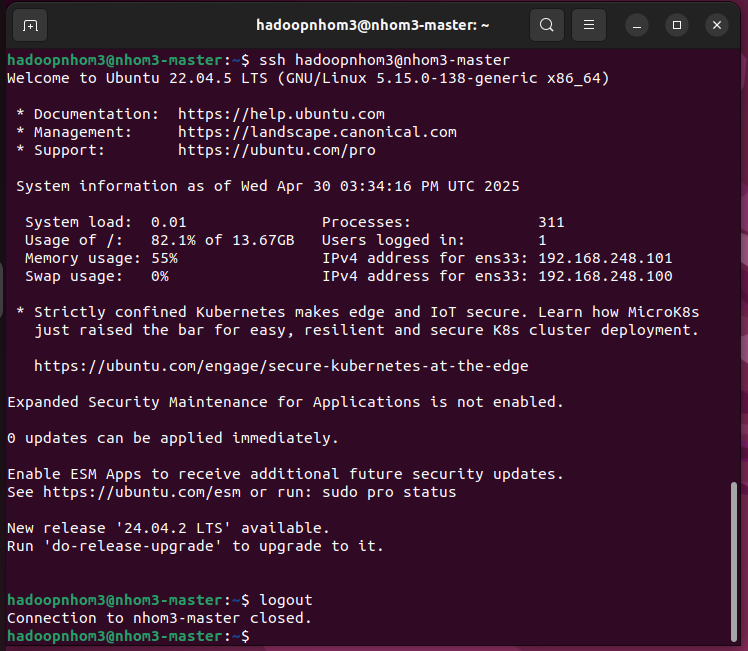 hadoopnhom3@nhom3-master: ~
hadoopnhom3@nhom3-master:~$ ssh hadoopnhom3@nhom3-master
Welcome to Ubuntu 22.04.5 LTS (GNU/Linux 5.15.0-138-generic x86_64)
 * Documentation:  https://help.ubuntu.com
 * Management:     https://landscape.canonical.com
 * Support:        https://ubuntu.com/pro
 System information as of Wed Apr 30 03:34:16 PM UTC 2025
  System load:  0.01               Processes:              311
  Usage of /:   82.1% of 13.67GB   Users logged in:        1
  Memory usage: 55%                IPv4 address for ens33: 192.168.248.101
  Swap usage:   0%                 IPv4 address for ens33: 192.168.248.100
 * Strictly confined Kubernetes makes edge and IoT secure. Learn how MicroK8s
   just raised the bar for easy, resilient and secure K8s cluster deployment.
   https://ubuntu.com/engage/secure-kubernetes-at-the-edge
Expanded Security Maintenance for Applications is not enabled.
0 updates can be applied immediately.
Enable ESM Apps to receive additional future security updates.
See https://ubuntu.com/esm or run: sudo pro status
New release '24.04.2 LTS' available.
Run 'do-release-upgrade' to upgrade to it.
hadoopnhom3@nhom3-master:~$ logout
Connection to nhom3-master closed.
hadoopnhom3@nhom3-master:~$